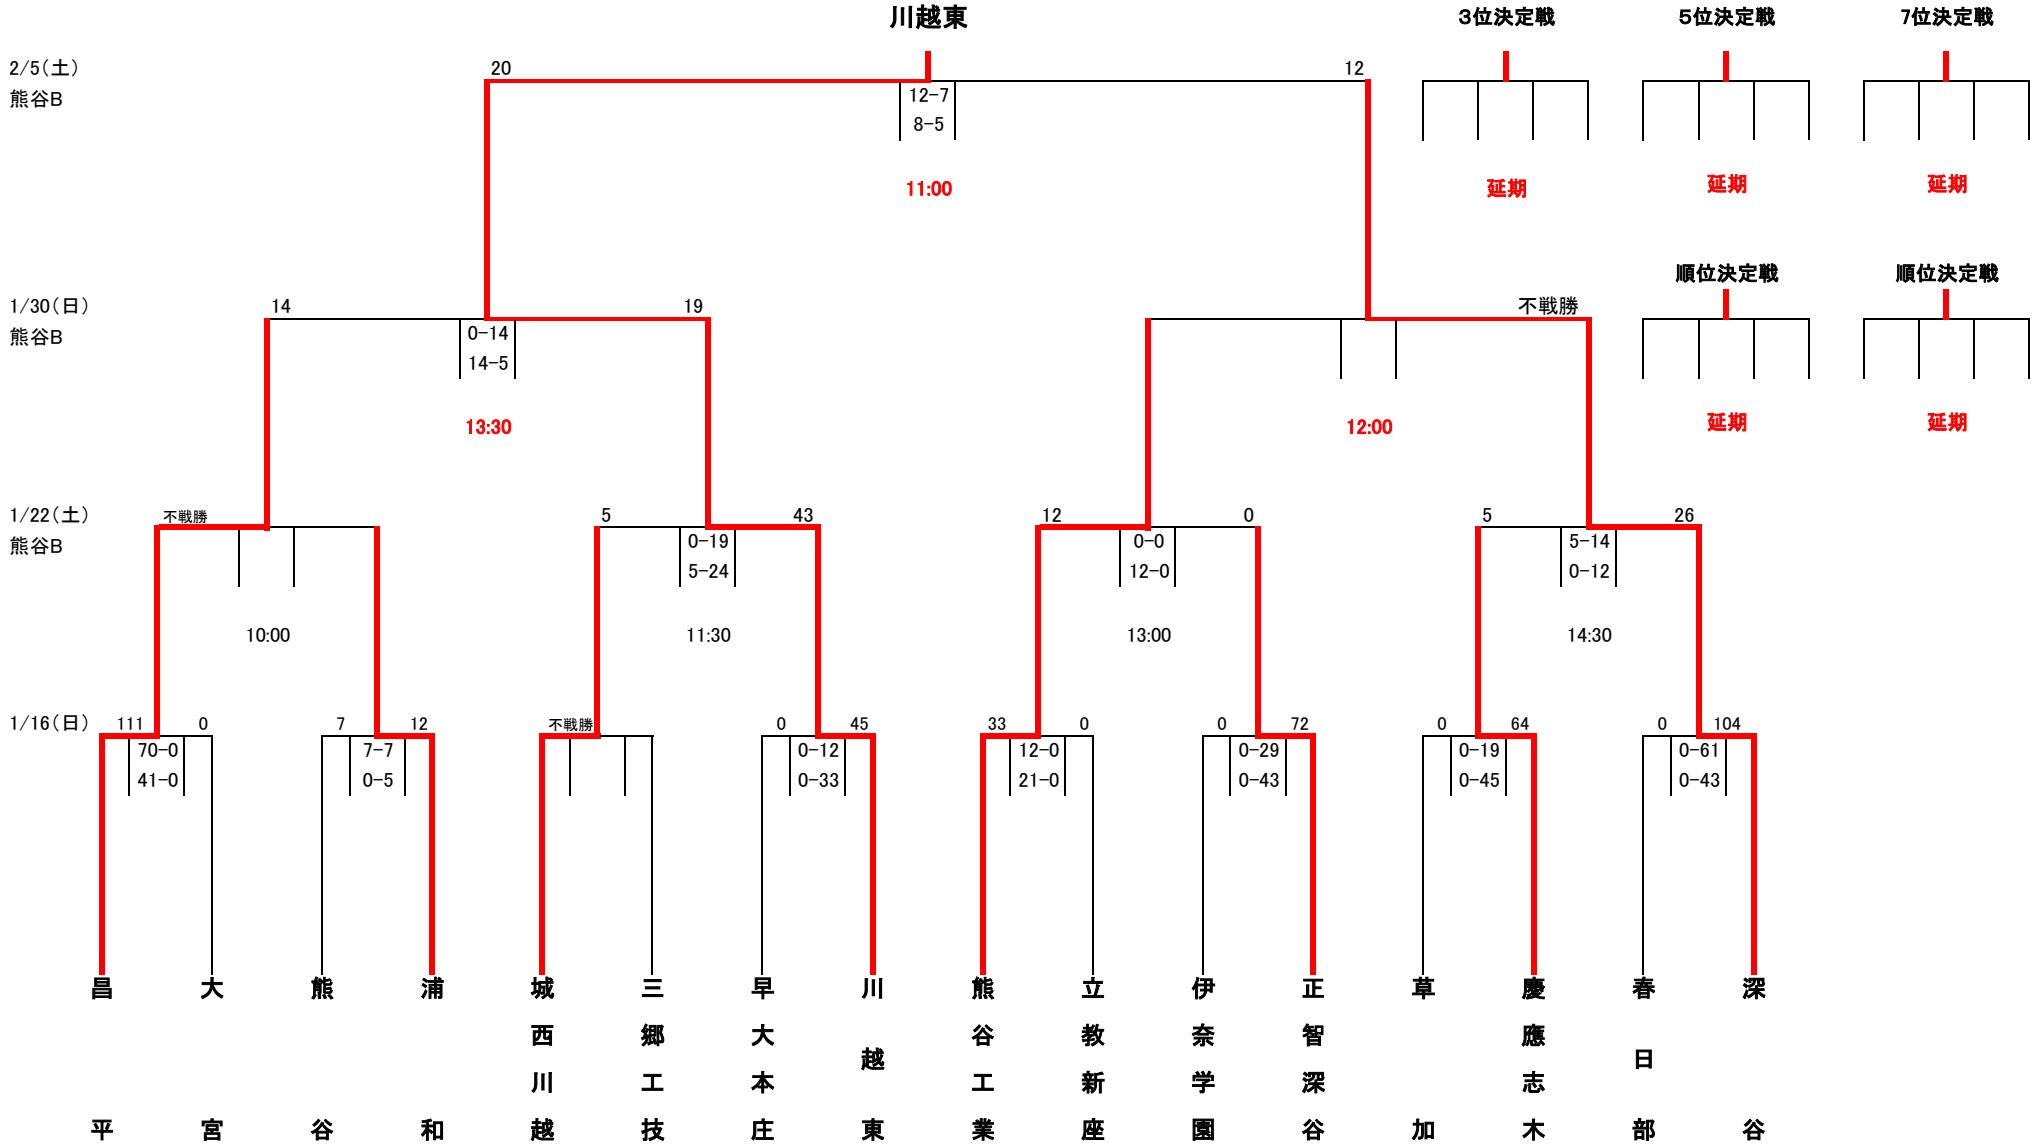 川越東 3位決定戦 5位決定戦 7位決定戦
2/5(土) 20 12
熊谷B 12-7
8-5
11:00 延期 延期 延期
順位決定戦 順位決定戦
1/30(日) 14 19 不戦勝
熊谷B 0-14
14-5
13:30 12:00 延期 延期
1/22(土) 不戦勝 5 43 12 0 5 26
熊谷B 0-19 0-0 5-14
5-24 12-0 0-12
10:00 11:30 13:00 14:30
1/16(日) 111 0 7 12 不戦勝 0 45 33 0 0 72 0 64 0 104
70-0 7-7 0-12 12-0 0-29 0-19 0-61
41-0 0-5 0-33 21-0 0-43 0-45 0-43
昌平
大宮
熊谷
浦和
城西川越
三郷工技
早大本庄
川越東
熊谷工業
立教新座
伊奈学園
正智深谷
草加
慶應志木
春日部
深谷